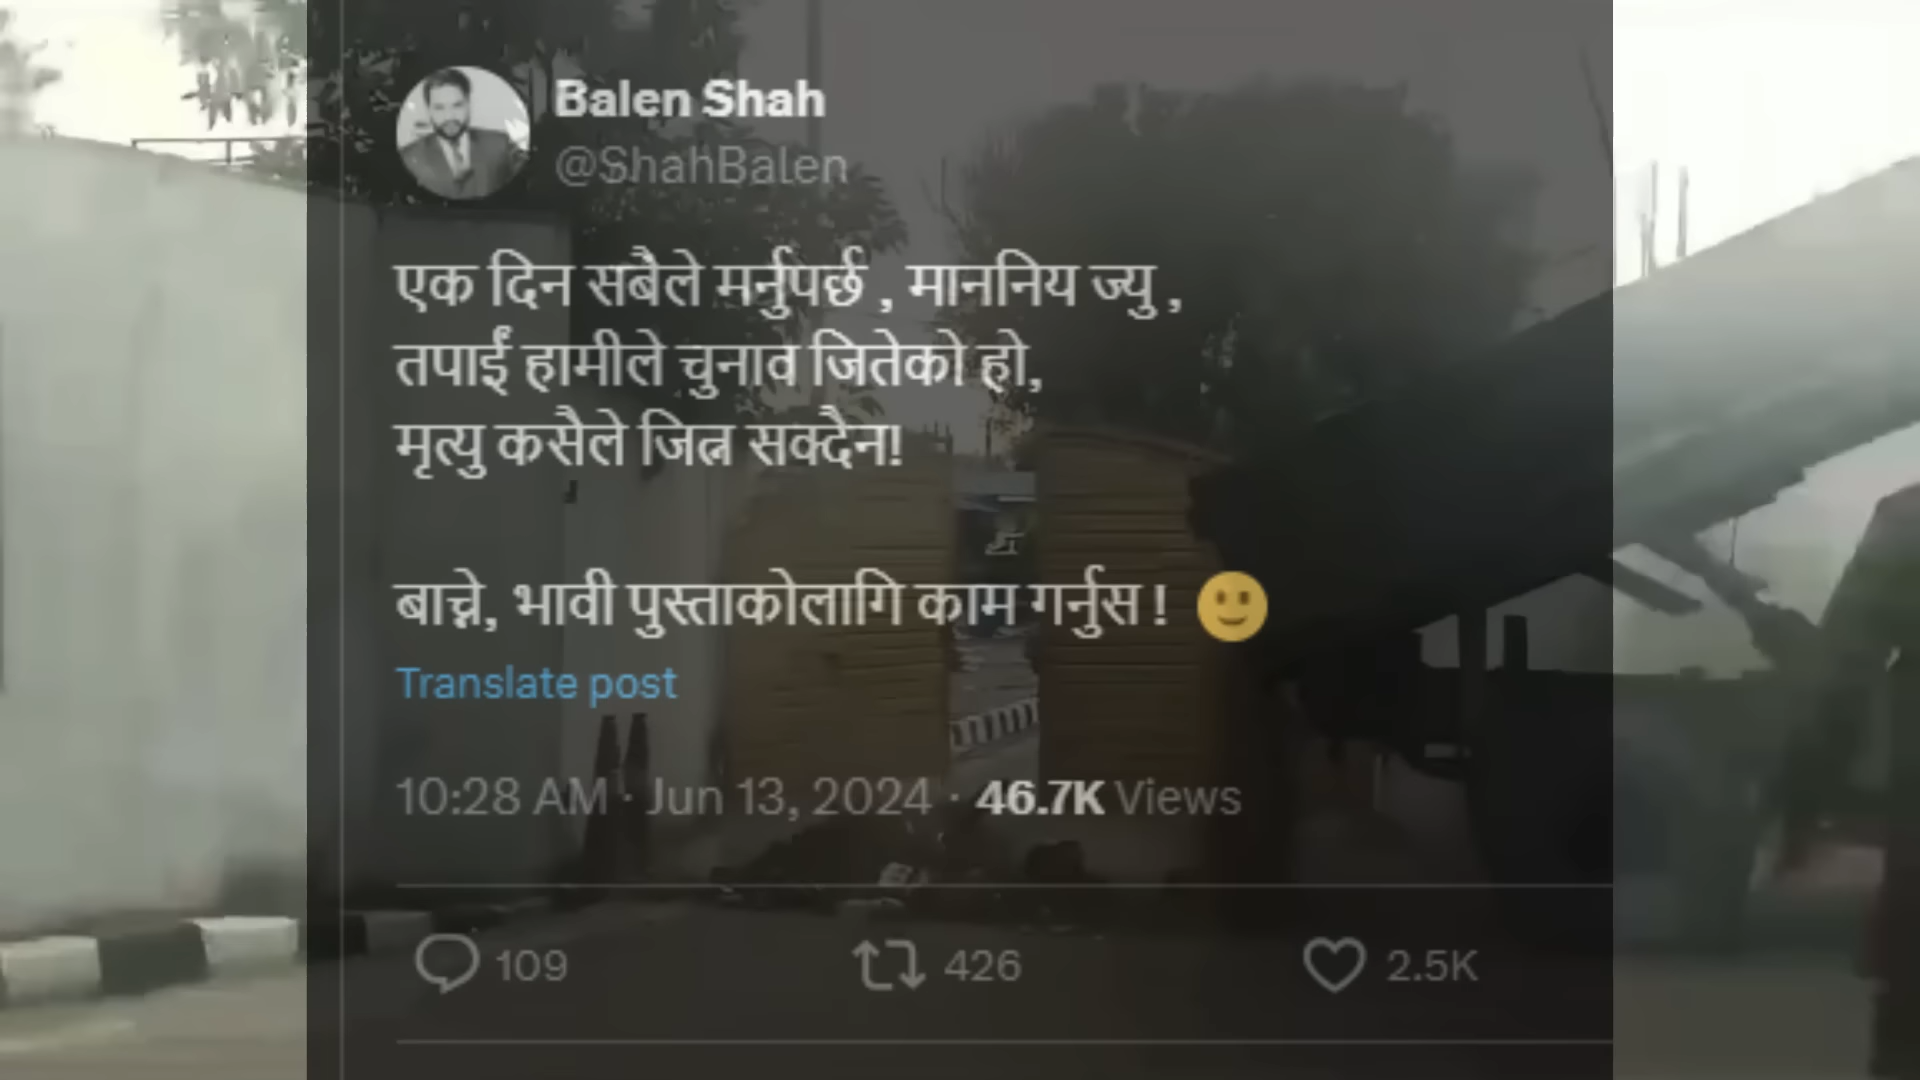 Balen Shah
@ShahBalen
एक दिन सबैले मर्नुपर्छ , माननिय ज्यु ,
तपाईं हामीले चुनाव जितेको हो,
मृत्यु कसैले जित्न सक्दैन!
बाच्ने, भावी पुस्ताकोलागि काम गर्नुस ! 🙂
Translate post
10:28 AM · Jun 13, 2024 · 46.7K Views
109 426 2.5K